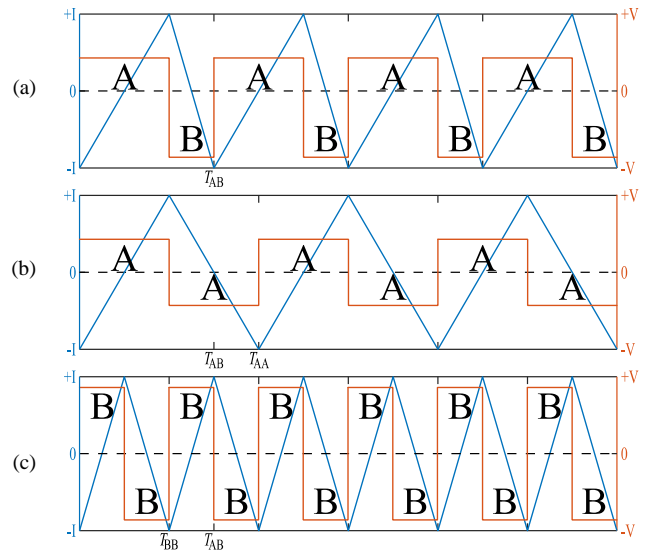 +I +V
A A A A
(a) 0 0
B B B B
-I -V
T_AB
+I +V
A A A
(b) 0 0
A A A
-I -V
T_AB T_AA
+I +V
B B B B B B
(c) 0 0
B B B B B B
-I -V
T_BB T_AB